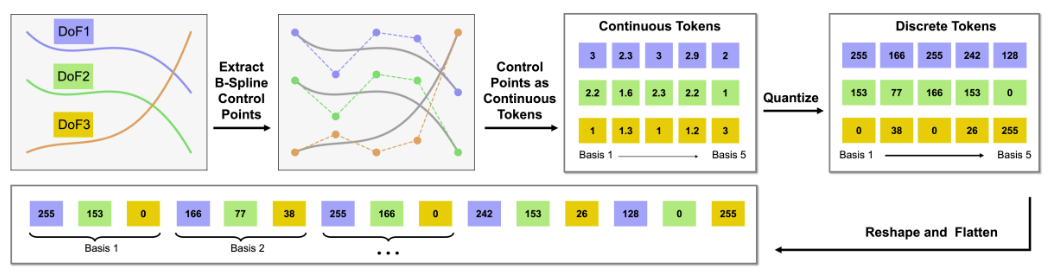 DoF1
DoF2
DoF3
Extract
B-Spline
Control
Points
Control
Points as
Continuous
Tokens
Continuous Tokens
3 2.3 3 2.9 2
2.2 1.6 2.3 2.2 1
1 1.3 1 1.2 3
Basis 1 Basis 5
Quantize
Discrete Tokens
255 166 255 242 128
153 77 166 153 0
0 38 0 26 255
Basis 1 Basis 5
Reshape and Flatten
255 153 0 166 77 38 255 166 0 242 153 26 128 0 255
Basis 1 Basis 2 ...